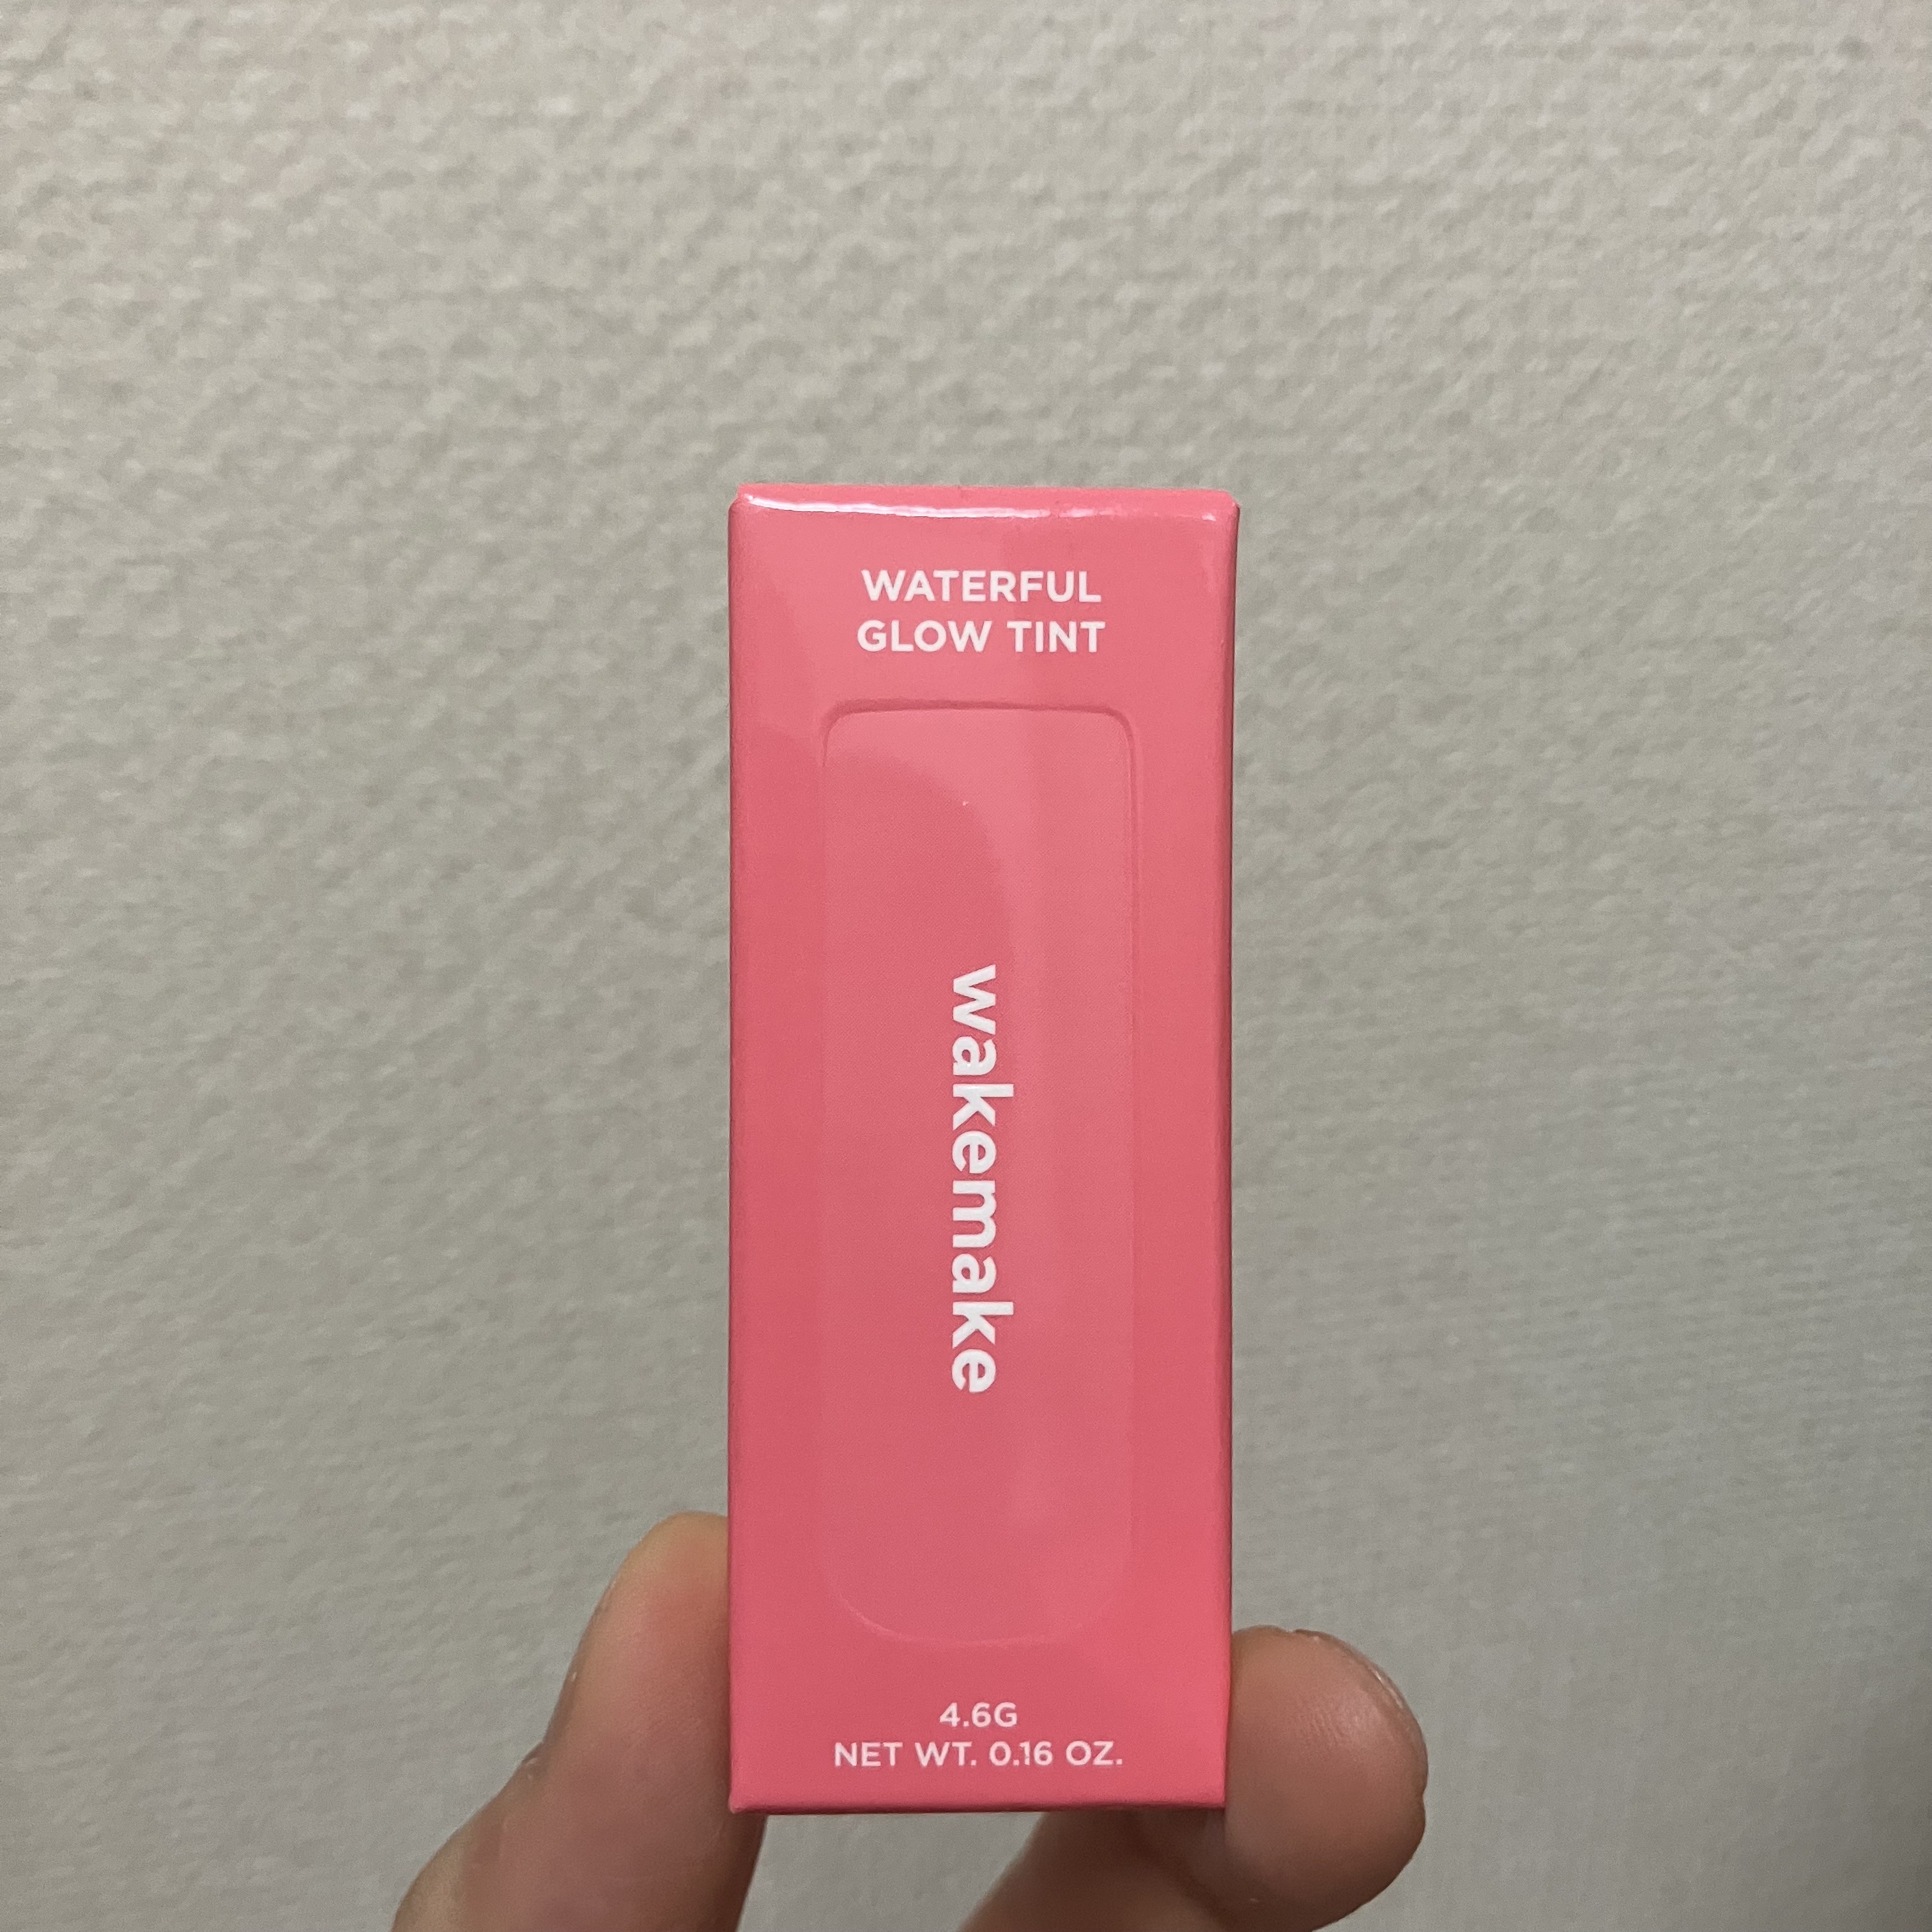 WATERFUL
GLOW TINT
wakemake
4.6G
NET WT. 0.16 OZ.